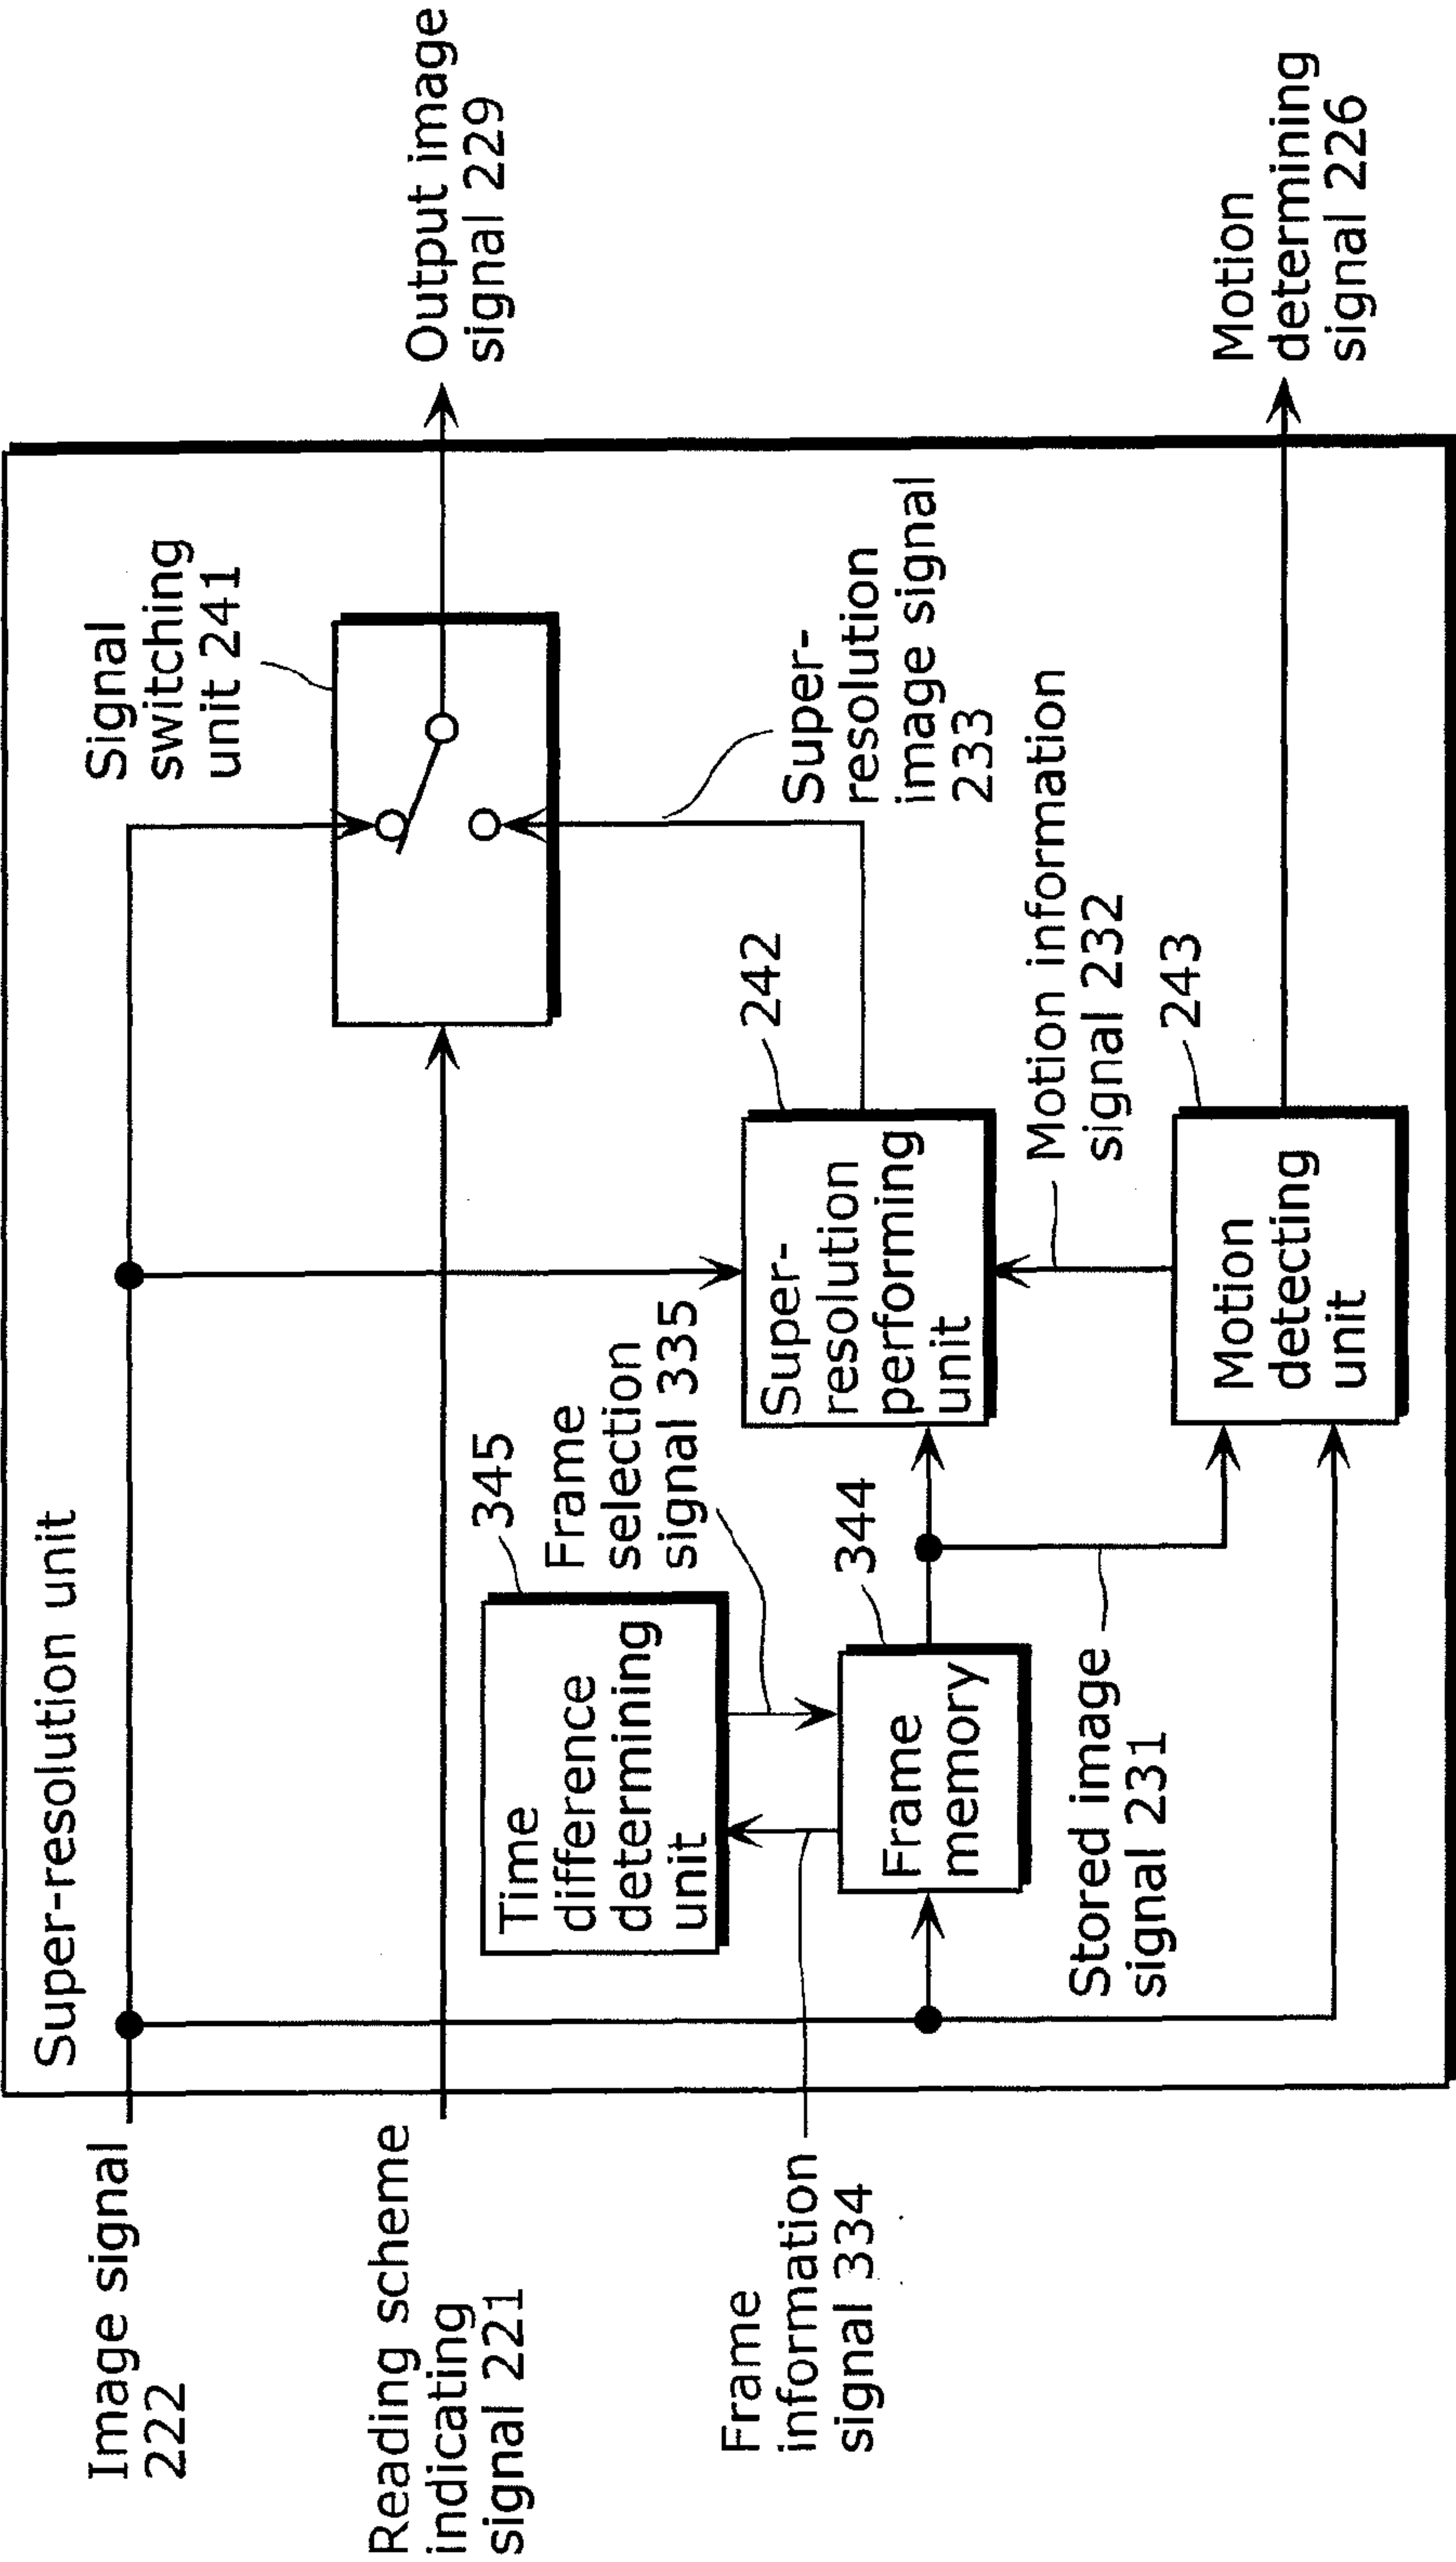 Super-resolution unit
Image signal
222
Reading scheme
indicating
signal 221
Frame
information
signal 334
Signal
switching
unit 241
Output image
signal 229
345
Time
difference
determining
unit
Frame
selection
signal 335
344
Frame
memory
Stored image
signal 231
242
Super-
resolution
performing
unit
Super-
resolution
image signal
233
Motion information
signal 232
243
Motion
detecting
unit
Motion
determining
signal 226